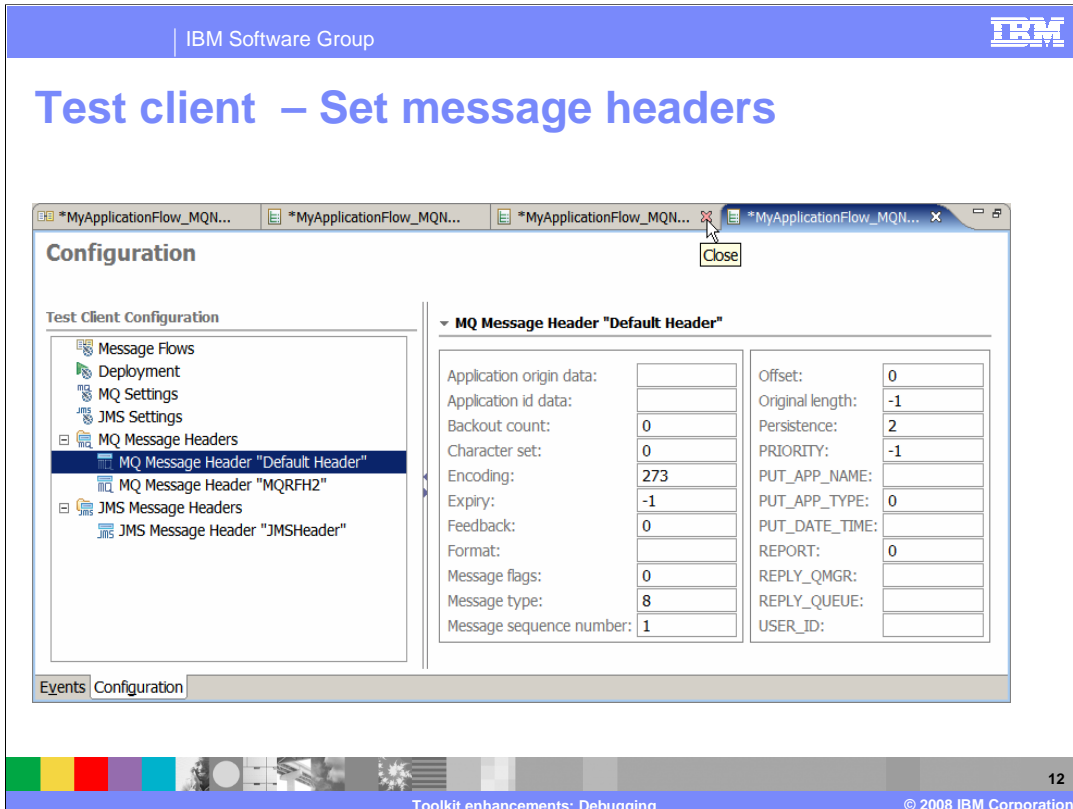 IBM Software Group
IBM
Test client – Set message headers
*MyApplicationFlow_MQN... *MyApplicationFlow_MQN... *MyApplicationFlow_MQN... *MyApplicationFlow_MQN...
Close
Configuration
Test Client Configuration
Message Flows
Deployment
MQ Settings
JMS Settings
MQ Message Headers
MQ Message Header "Default Header"
MQ Message Header "MQRFH2"
JMS Message Headers
JMS Message Header "JMSHeader"
MQ Message Header "Default Header"
Application origin data:
Application id data:
Backout count: 0
Character set: 0
Encoding: 273
Expiry: -1
Feedback: 0
Format:
Message flags: 0
Message type: 8
Message sequence number: 1
Offset: 0
Original length: -1
Persistence: 2
PRIORITY: -1
PUT_APP_NAME:
PUT_APP_TYPE: 0
PUT_DATE_TIME:
REPORT: 0
REPLY_QMGR:
REPLY_QUEUE:
USER_ID:
Events Configuration
12
Toolkit enhancements: Debugging © 2008 IBM Corporation